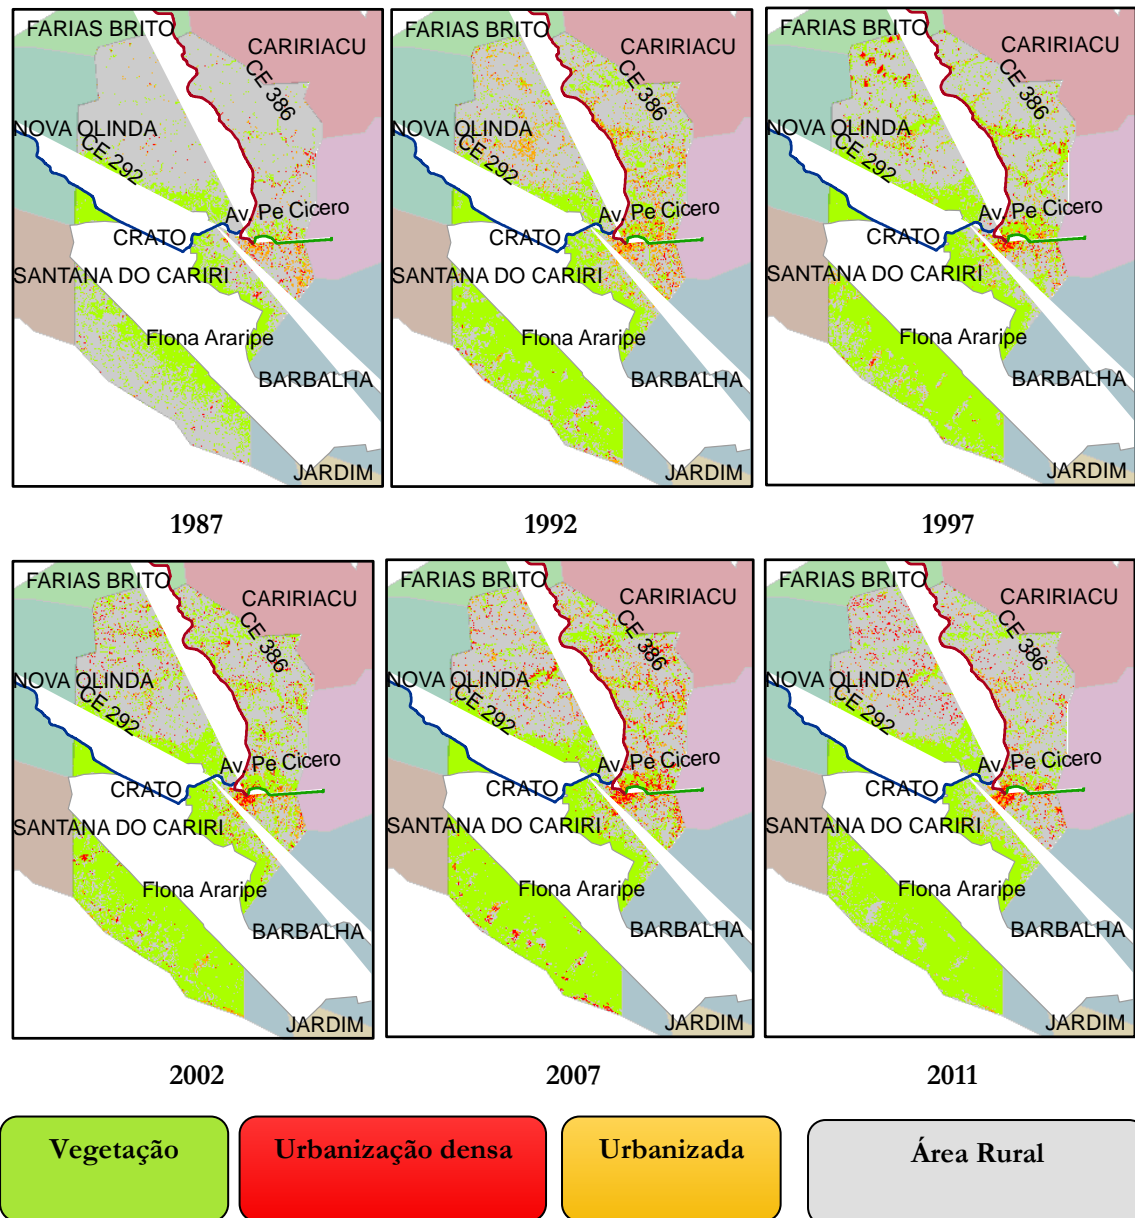 FARIAS BRITO
CARIRIACU
CE 386
NOVA OLINDA
CE 292
Av. Pe Cicero
CRATO
SANTANA DO CARIRI
Flona Araripe
BARBALHA
JARDIM
FARIAS BRITO
CARIRIACU
CE 386
NOVA OLINDA
CE 292
Av. Pe Cicero
CRATO
SANTANA DO CARIRI
Flona Araripe
BARBALHA
JARDIM
FARIAS BRITO
CARIRIACU
CE 386
NOVA OLINDA
CE 292
Av. Pe Cicero
CRATO
SANTANA DO CARIRI
Flona Araripe
BARBALHA
JARDIM
1987
1992
1997
FARIAS BRITO
CARIRIACU
CE 386
NOVA OLINDA
CE 292
Av. Pe Cicero
CRATO
SANTANA DO CARIRI
Flona Araripe
BARBALHA
JARDIM
FARIAS BRITO
CARIRIACU
CE 386
NOVA OLINDA
CE 292
Av. Pe Cicero
CRATO
SANTANA DO CARIRI
Flona Araripe
BARBALHA
JARDIM
FARIAS BRITO
CARIRIACU
CE 386
NOVA OLINDA
CE 292
Av. Pe Cicero
CRATO
SANTANA DO CARIRI
Flona Araripe
BARBALHA
JARDIM
2002
2007
2011
Vegetação
Urbanização densa
Urbanizada
Área Rural